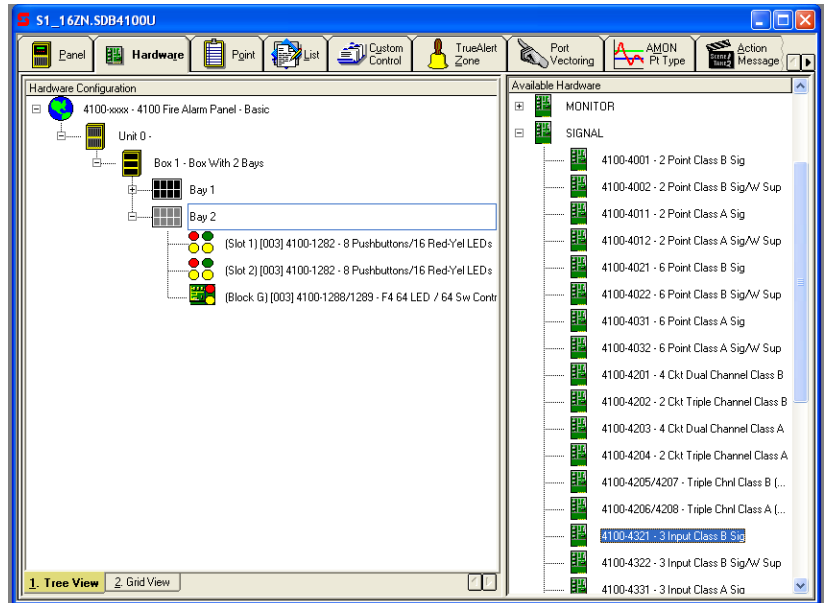 S1_16ZN.SDB4100U
Panel
Hardware
Point
List
Custom
Control
TrueAlert
Zone
Port
Vectoring
AMON
Pt Type
Action
Message
Hardware Configuration
4100-xxxx - 4100 Fire Alarm Panel - Basic
Unit 0 -
Box 1 - Box With 2 Bays
Bay 1
Bay 2
(Slot 1) [003] 4100-1282 - 8 Pushbuttons/16 Red-Yel LEDs
(Slot 2) [003] 4100-1282 - 8 Pushbuttons/16 Red-Yel LEDs
(Block G) [003] 4100-1288/1289 - F4 64 LED / 64 Sw Contr
1. Tree View
2. Grid View
Available Hardware
MONITOR
SIGNAL
4100-4001 - 2 Point Class B Sig
4100-4002 - 2 Point Class B Sig/W Sup
4100-4011 - 2 Point Class A Sig
4100-4012 - 2 Point Class A Sig/W Sup
4100-4021 - 6 Point Class B Sig
4100-4022 - 6 Point Class B Sig/W Sup
4100-4031 - 6 Point Class A Sig
4100-4032 - 6 Point Class A Sig/W Sup
4100-4201 - 4 Ckt Dual Channel Class B
4100-4202 - 2 Ckt Triple Channel Class B
4100-4203 - 4 Ckt Dual Channel Class A
4100-4204 - 2 Ckt Triple Channel Class A
4100-4205/4207 - Triple Chnl Class B (...
4100-4206/4208 - Triple Chnl Class A (...
4100-4321 - 3 Input Class B Sig
4100-4322 - 3 Input Class B Sig/W Sup
4100-4331 - 3 Input Class A Sig